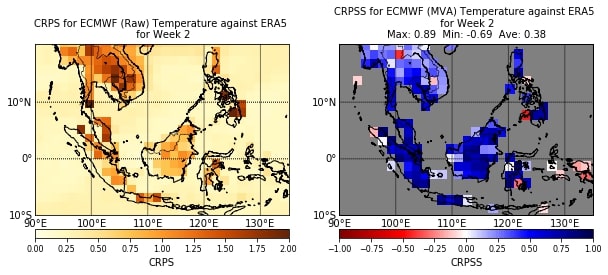 CRPS for ECMWF (Raw) Temperature against ERA5
for Week 2
10°N
0°
10°S
90°E 100°E 110°E 120°E 130°E
0.00 0.25 0.50 0.75 1.00 1.25 1.50 1.75 2.00
CRPS
CRPSS for ECMWF (MVA) Temperature against ERA5
for Week 2
Max: 0.89 Min: -0.69 Ave: 0.38
10°N
0°
10°S
90°E 100°E 110°E 120°E 130°E
−1.00 −0.75 −0.50 −0.25 0.00 0.25 0.50 0.75 1.00
CRPSS